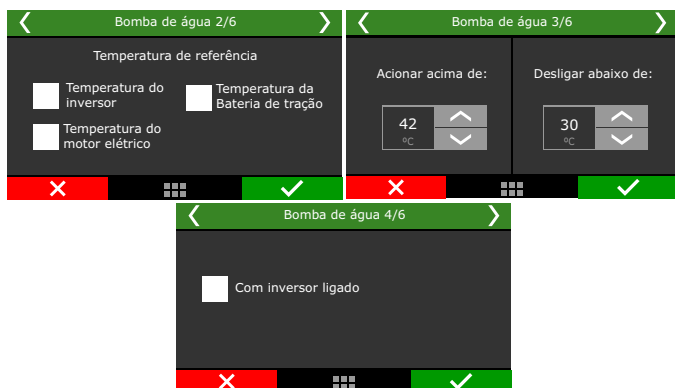 Bomba de água 2/6
Temperatura de referência
Temperatura do
inversor
Temperatura da
Bateria de tração
Temperatura do
motor elétrico
Bomba de água 3/6
Acionar acima de:
Desligar abaixo de:
42
ºC
30
ºC
Bomba de água 4/6
Com inversor ligado